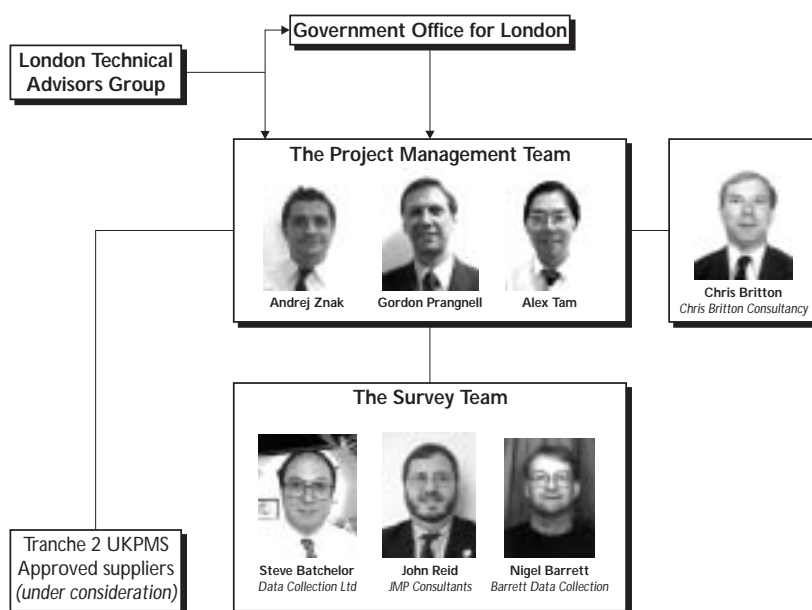 Government Office for London
London Technical
Advisors Group
The Project Management Team
Andrej Znak
Gordon Prangnell
Alex Tam
Chris Britton
Chris Britton Consultancy
The Survey Team
Steve Batchelor
Data Collection Ltd
John Reid
JMP Consultants
Nigel Barrett
Barrett Data Collection
Tranche 2 UKPMS
Approved suppliers
(under consideration)